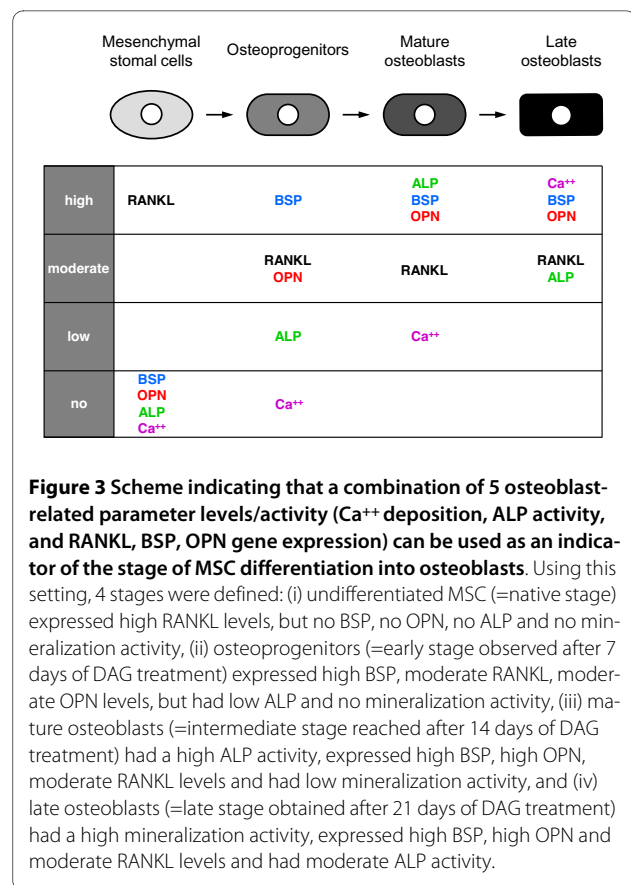 Mesenchymal stomal cells
Osteoprogenitors
Mature osteoblasts
Late osteoblasts
high
RANKL
BSP
ALP
BSP
OPN
Ca++
BSP
OPN
moderate
RANKL
OPN
RANKL
RANKL
ALP
low
ALP
Ca++
no
BSP
OPN
ALP
Ca++
Ca++
Figure 3 Scheme indicating that a combination of 5 osteoblast-
related parameter levels/activity (Ca++ deposition, ALP activity,
and RANKL, BSP, OPN gene expression) can be used as an indica-
tor of the stage of MSC differentiation into osteoblasts. Using this
setting, 4 stages were defined: (i) undifferentiated MSC (=native stage)
expressed high RANKL levels, but no BSP, no OPN, no ALP and no min-
eralization activity, (ii) osteoprogenitors (=early stage observed after 7
days of DAG treatment) expressed high BSP, moderate RANKL, moder-
ate OPN levels, but had low ALP and no mineralization activity, (iii) ma-
ture osteoblasts (=intermediate stage reached after 14 days of DAG
treatment) had a high ALP activity, expressed high BSP, high OPN,
moderate RANKL levels and had low mineralization activity, and (iv)
late osteoblasts (=late stage obtained after 21 days of DAG treatment)
had a high mineralization activity, expressed high BSP, high OPN and
moderate RANKL levels and had moderate ALP activity.